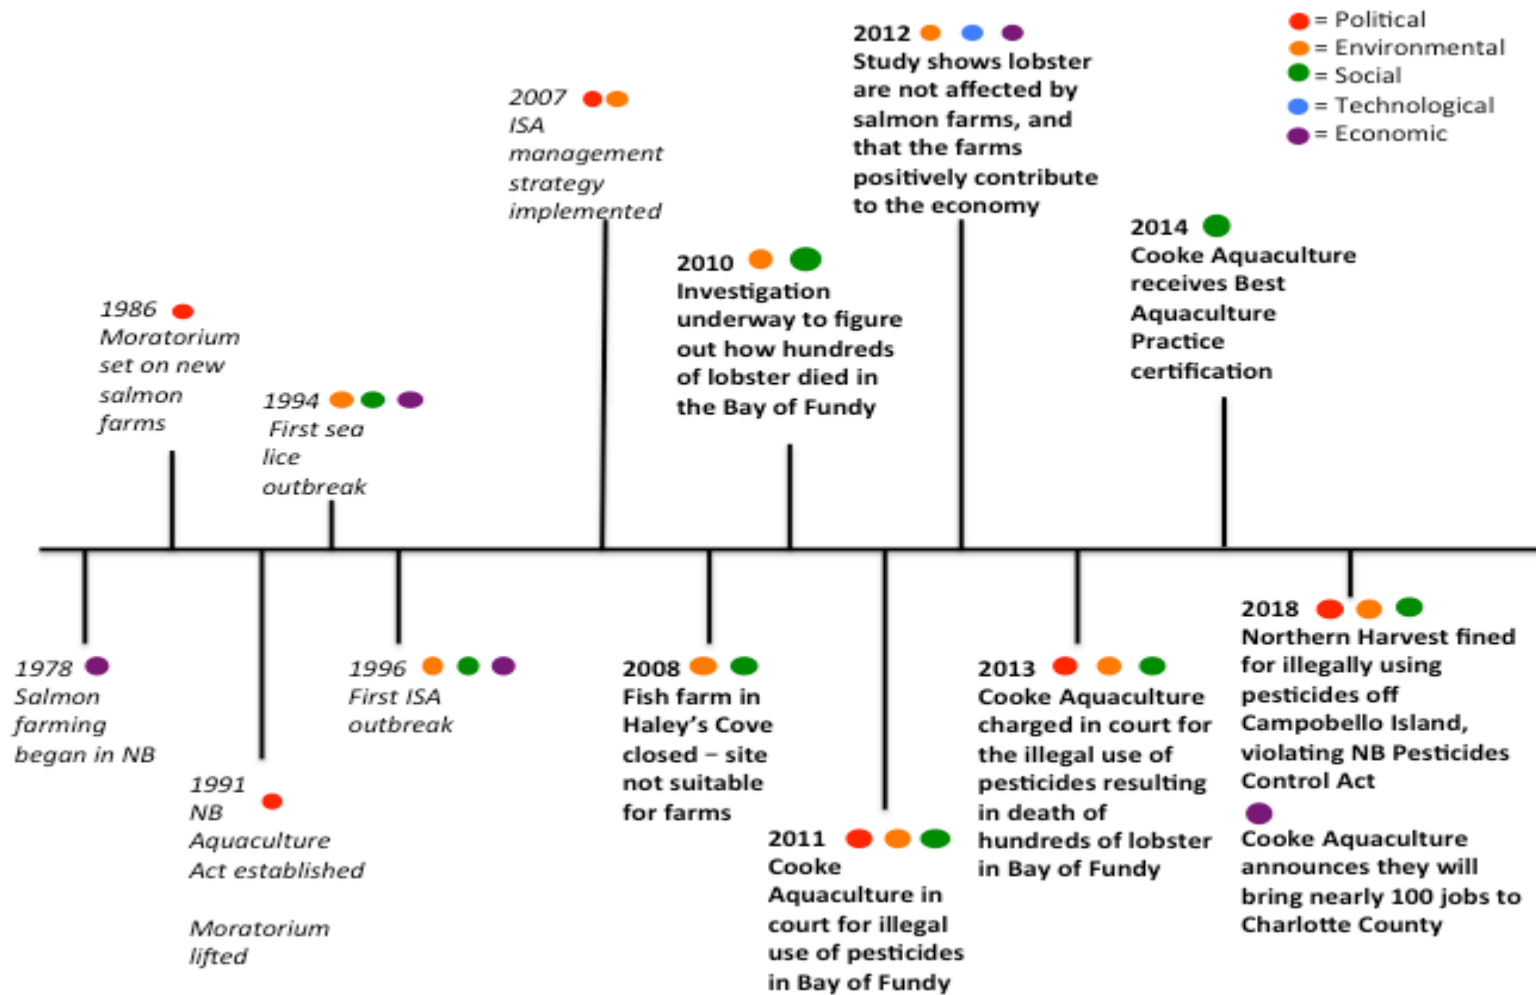 = Political
= Environmental
= Social
= Technological
= Economic
2012
Study shows lobster
are not affected by
salmon farms, and
that the farms
positively contribute
to the economy
2007
ISA
management
strategy
implemented
2014
Cooke Aquaculture
receives Best
Aquaculture
Practice
certification
2010
Investigation
underway to figure
out how hundreds
of lobster died in
the Bay of Fundy
1986
Moratorium
set on new
salmon
farms
1994
First sea
lice
outbreak
1978
Salmon
farming
began in NB
1991
NB
Aquaculture
Act established
Moratorium
lifted
1996
First ISA
outbreak
2008
Fish farm in
Haley’s Cove
closed – site
not suitable
for farms
2011
Cooke
Aquaculture in
court for illegal
use of pesticides
in Bay of Fundy
2013
Cooke Aquaculture
charged in court for
the illegal use of
pesticides resulting
in death of
hundreds of lobster
in Bay of Fundy
2018
Northern Harvest fined
for illegally using
pesticides off
Campobello Island,
violating NB Pesticides
Control Act
Cooke Aquaculture
announces they will
bring nearly 100 jobs to
Charlotte County